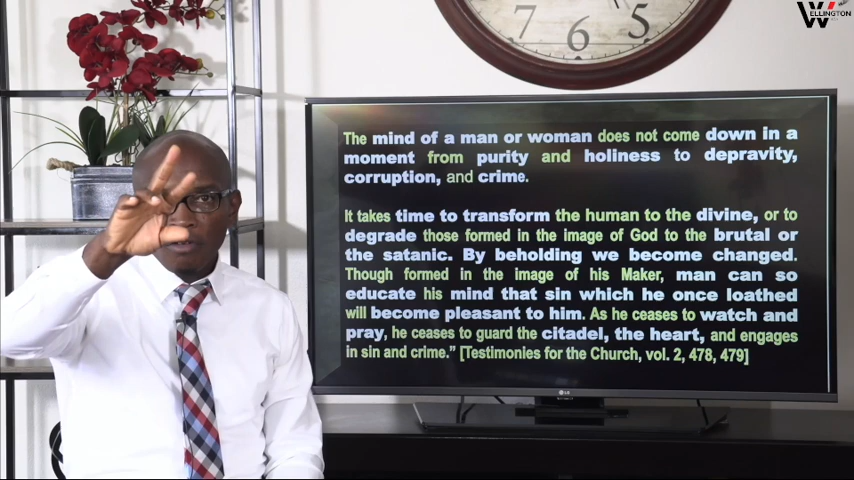 WELLINGTON
7 6 5
The mind of a man or woman does not come down in a
moment from purity and holiness to depravity,
corruption, and crime.
It takes time to transform the human to the divine, or to
degrade those formed in the image of God to the brutal or
the satanic. By beholding we become changed.
Though formed in the image of his Maker, man can so
educate his mind that sin which he once loathed
will become pleasant to him. As he ceases to watch and
pray, he ceases to guard the citadel, the heart, and engages
in sin and crime.” [Testimonies for the Church, vol. 2, 478, 479]
LG